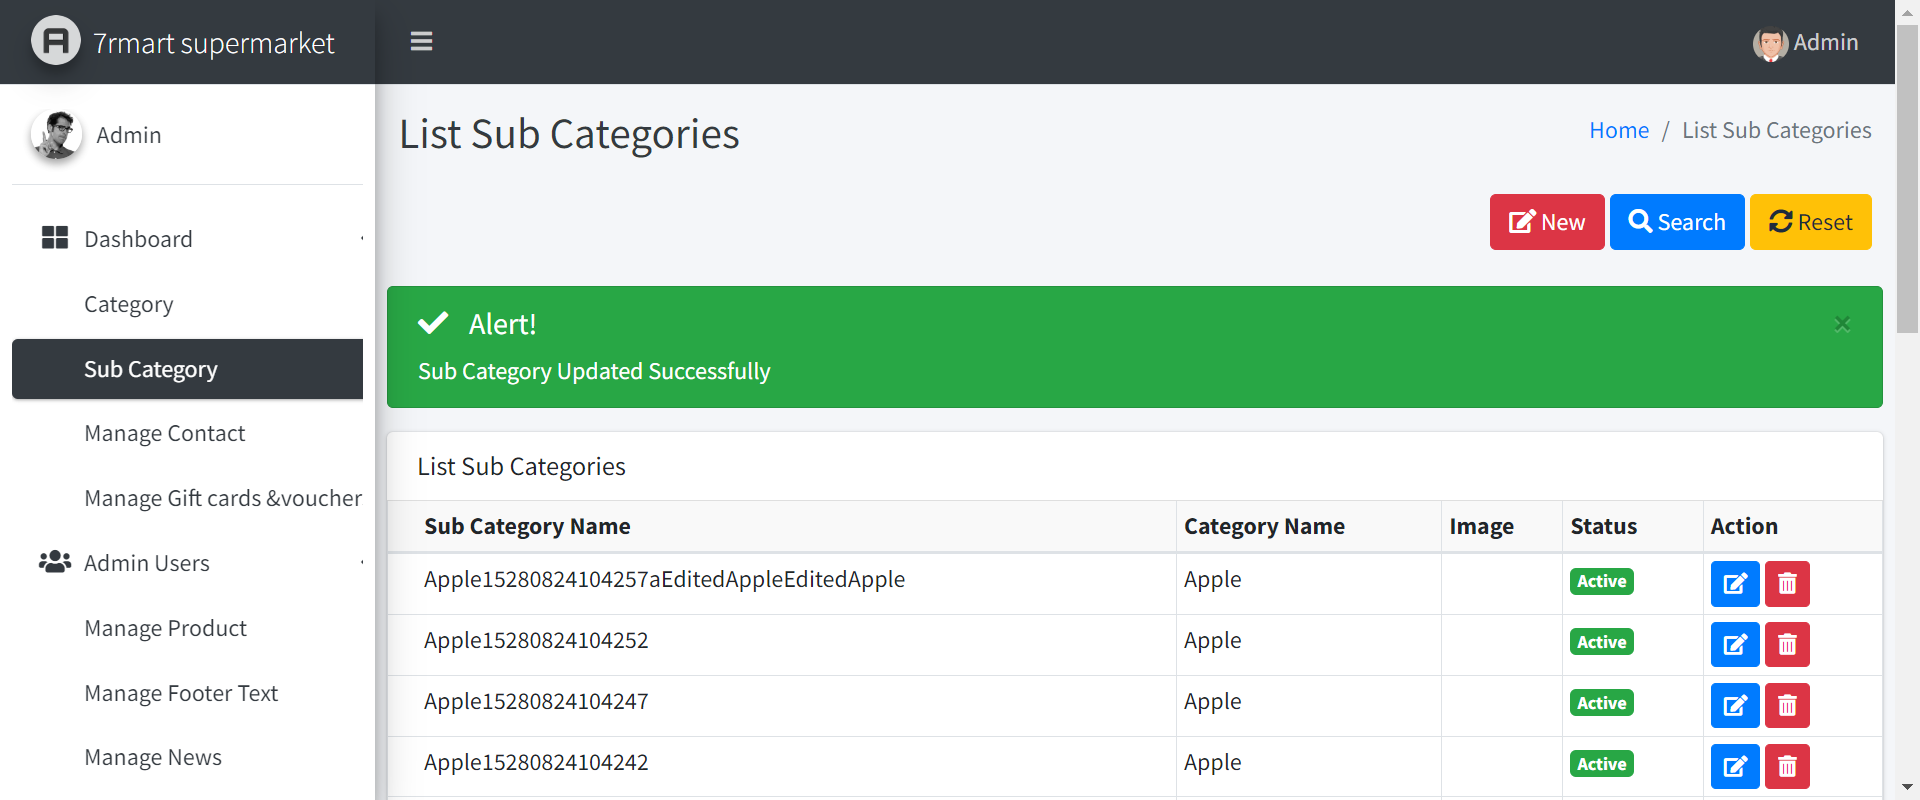 7rmart supermarket
Admin
Admin
Dashboard
Category
Sub Category
Manage Contact
Manage Gift cards &voucher
Admin Users
Manage Product
Manage Footer Text
Manage News
List Sub Categories
Home / List Sub Categories
New Search Reset
Alert!
×
Sub Category Updated Successfully
List Sub Categories
Sub Category Name Category Name Image Status Action
Apple15280824104257aEditedAppleEditedApple Apple Active
Apple15280824104252 Apple Active
Apple15280824104247 Apple Active
Apple15280824104242 Apple Active